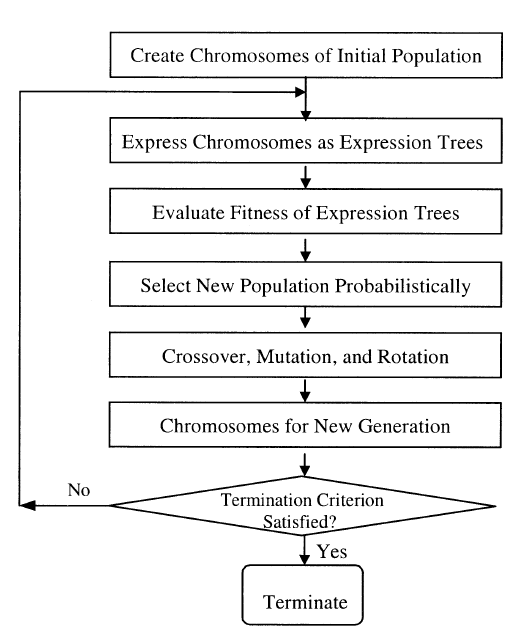 Create Chromosomes of Initial Population
Express Chromosomes as Expression Trees
Evaluate Fitness of Expression Trees
Select New Population Probabilistically
Crossover, Mutation, and Rotation
Chromosomes for New Generation
No
Termination Criterion
Satisfied?
Yes
Terminate